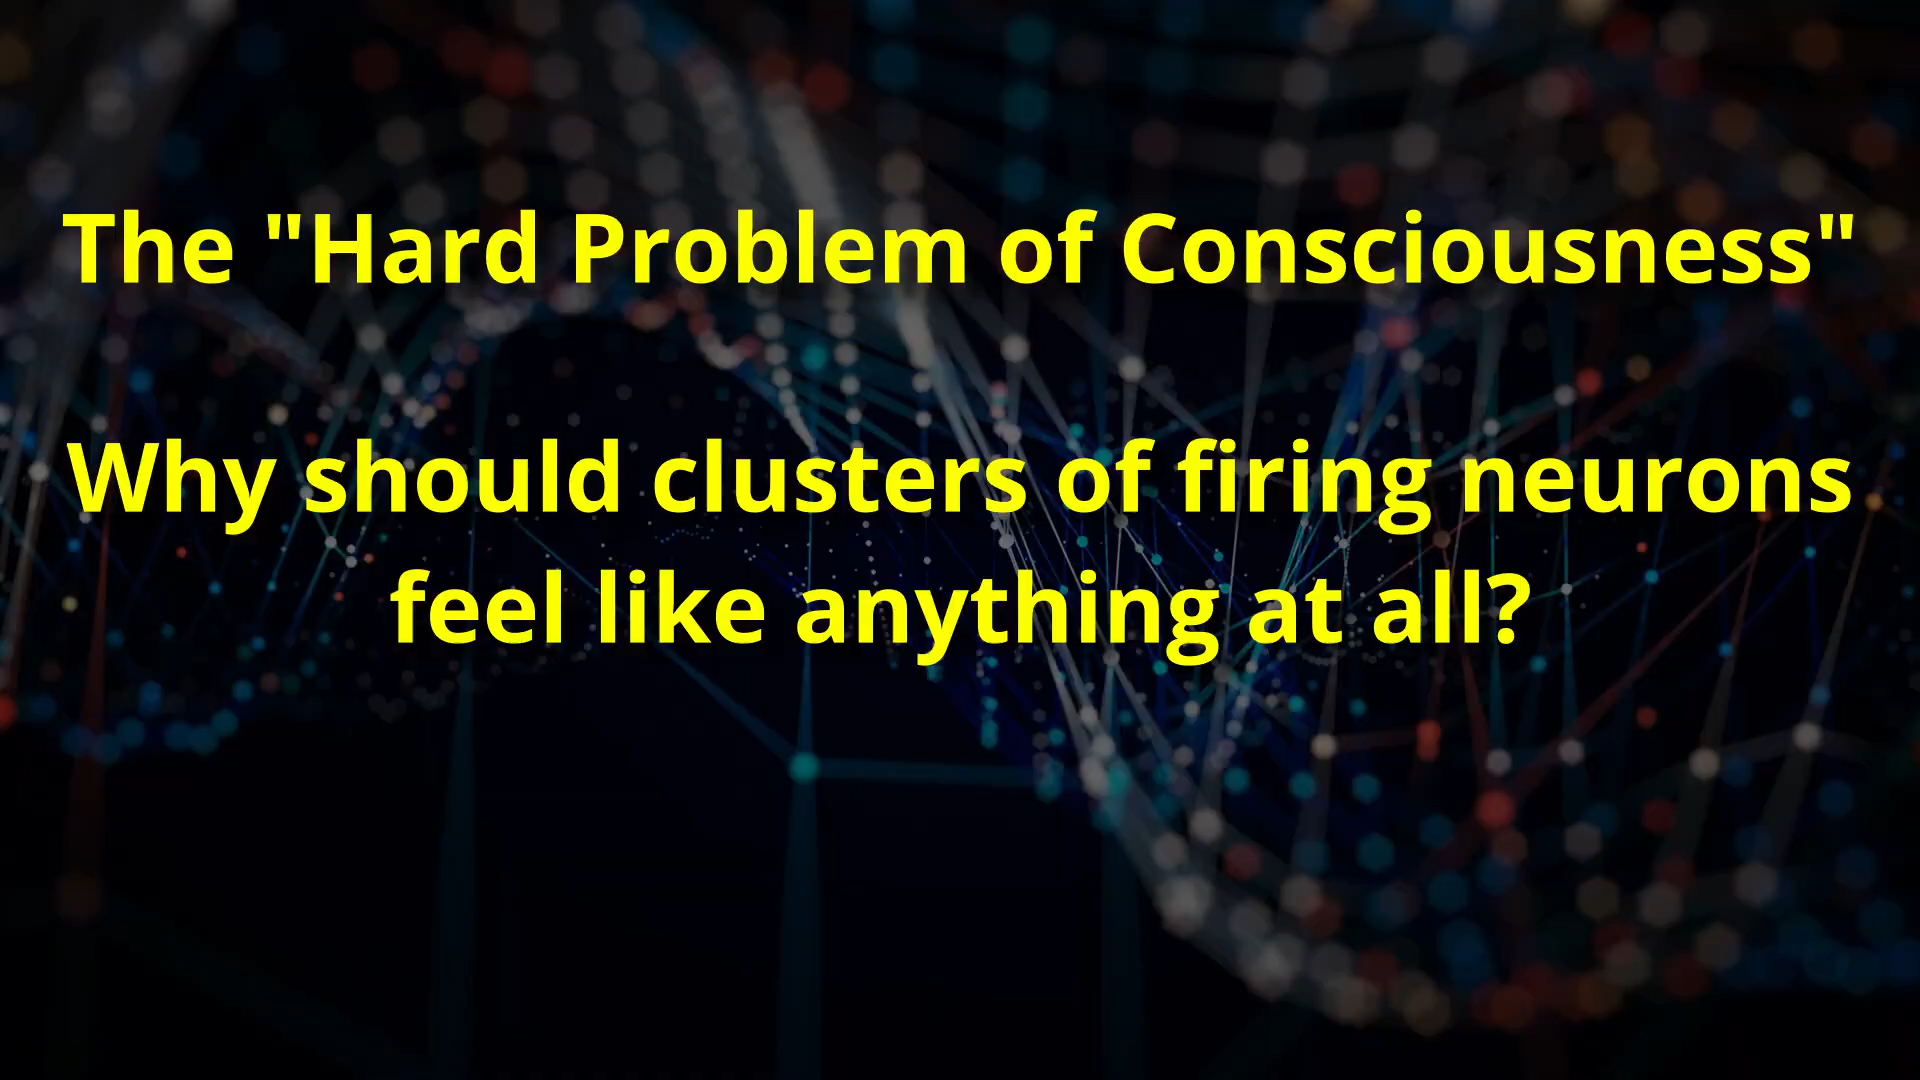 The "Hard Problem of Consciousness"
Why should clusters of firing neurons
feel like anything at all?